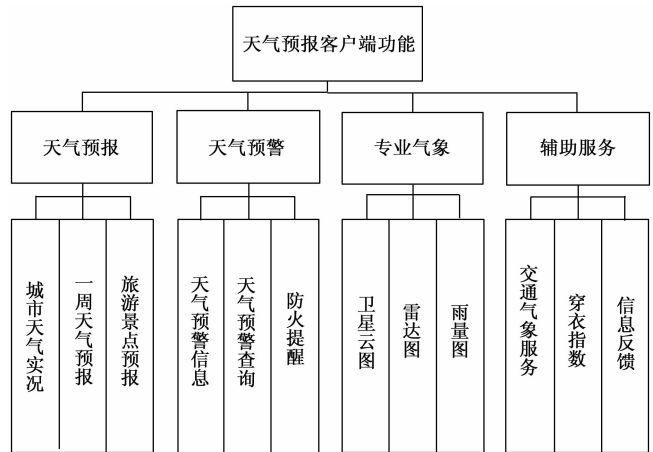 天气预报客户端功能
天气预报
天气预警
专业气象
辅助服务
城市天气实况
一周天气预报
旅游景点预报
天气预警信息
天气预警查询
防火提醒
卫星云图
雷达图
雨量图
交通气象服务
穿衣指数
信息反馈